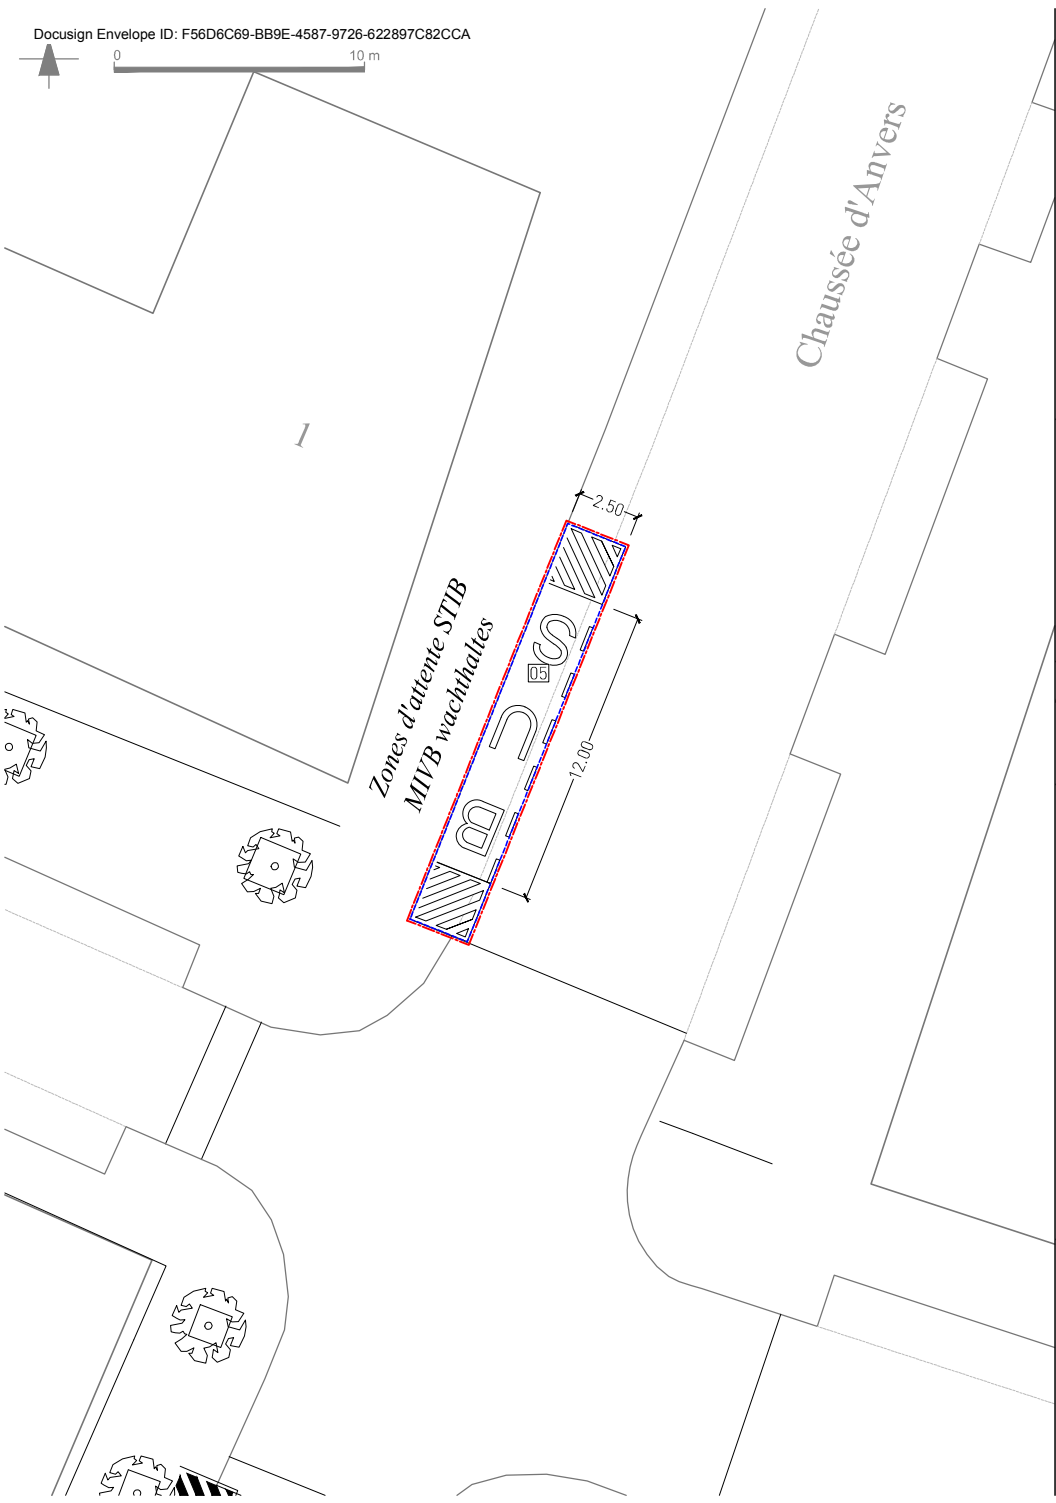 Docusign Envelope ID: F56D6C69-BB9E-4587-9726-622897C82CCA
0
10 m
Chaussée d'Anvers
1
2.50
Zones d'attente STIB
MIVB wachthaltes
05
12.00
BUS